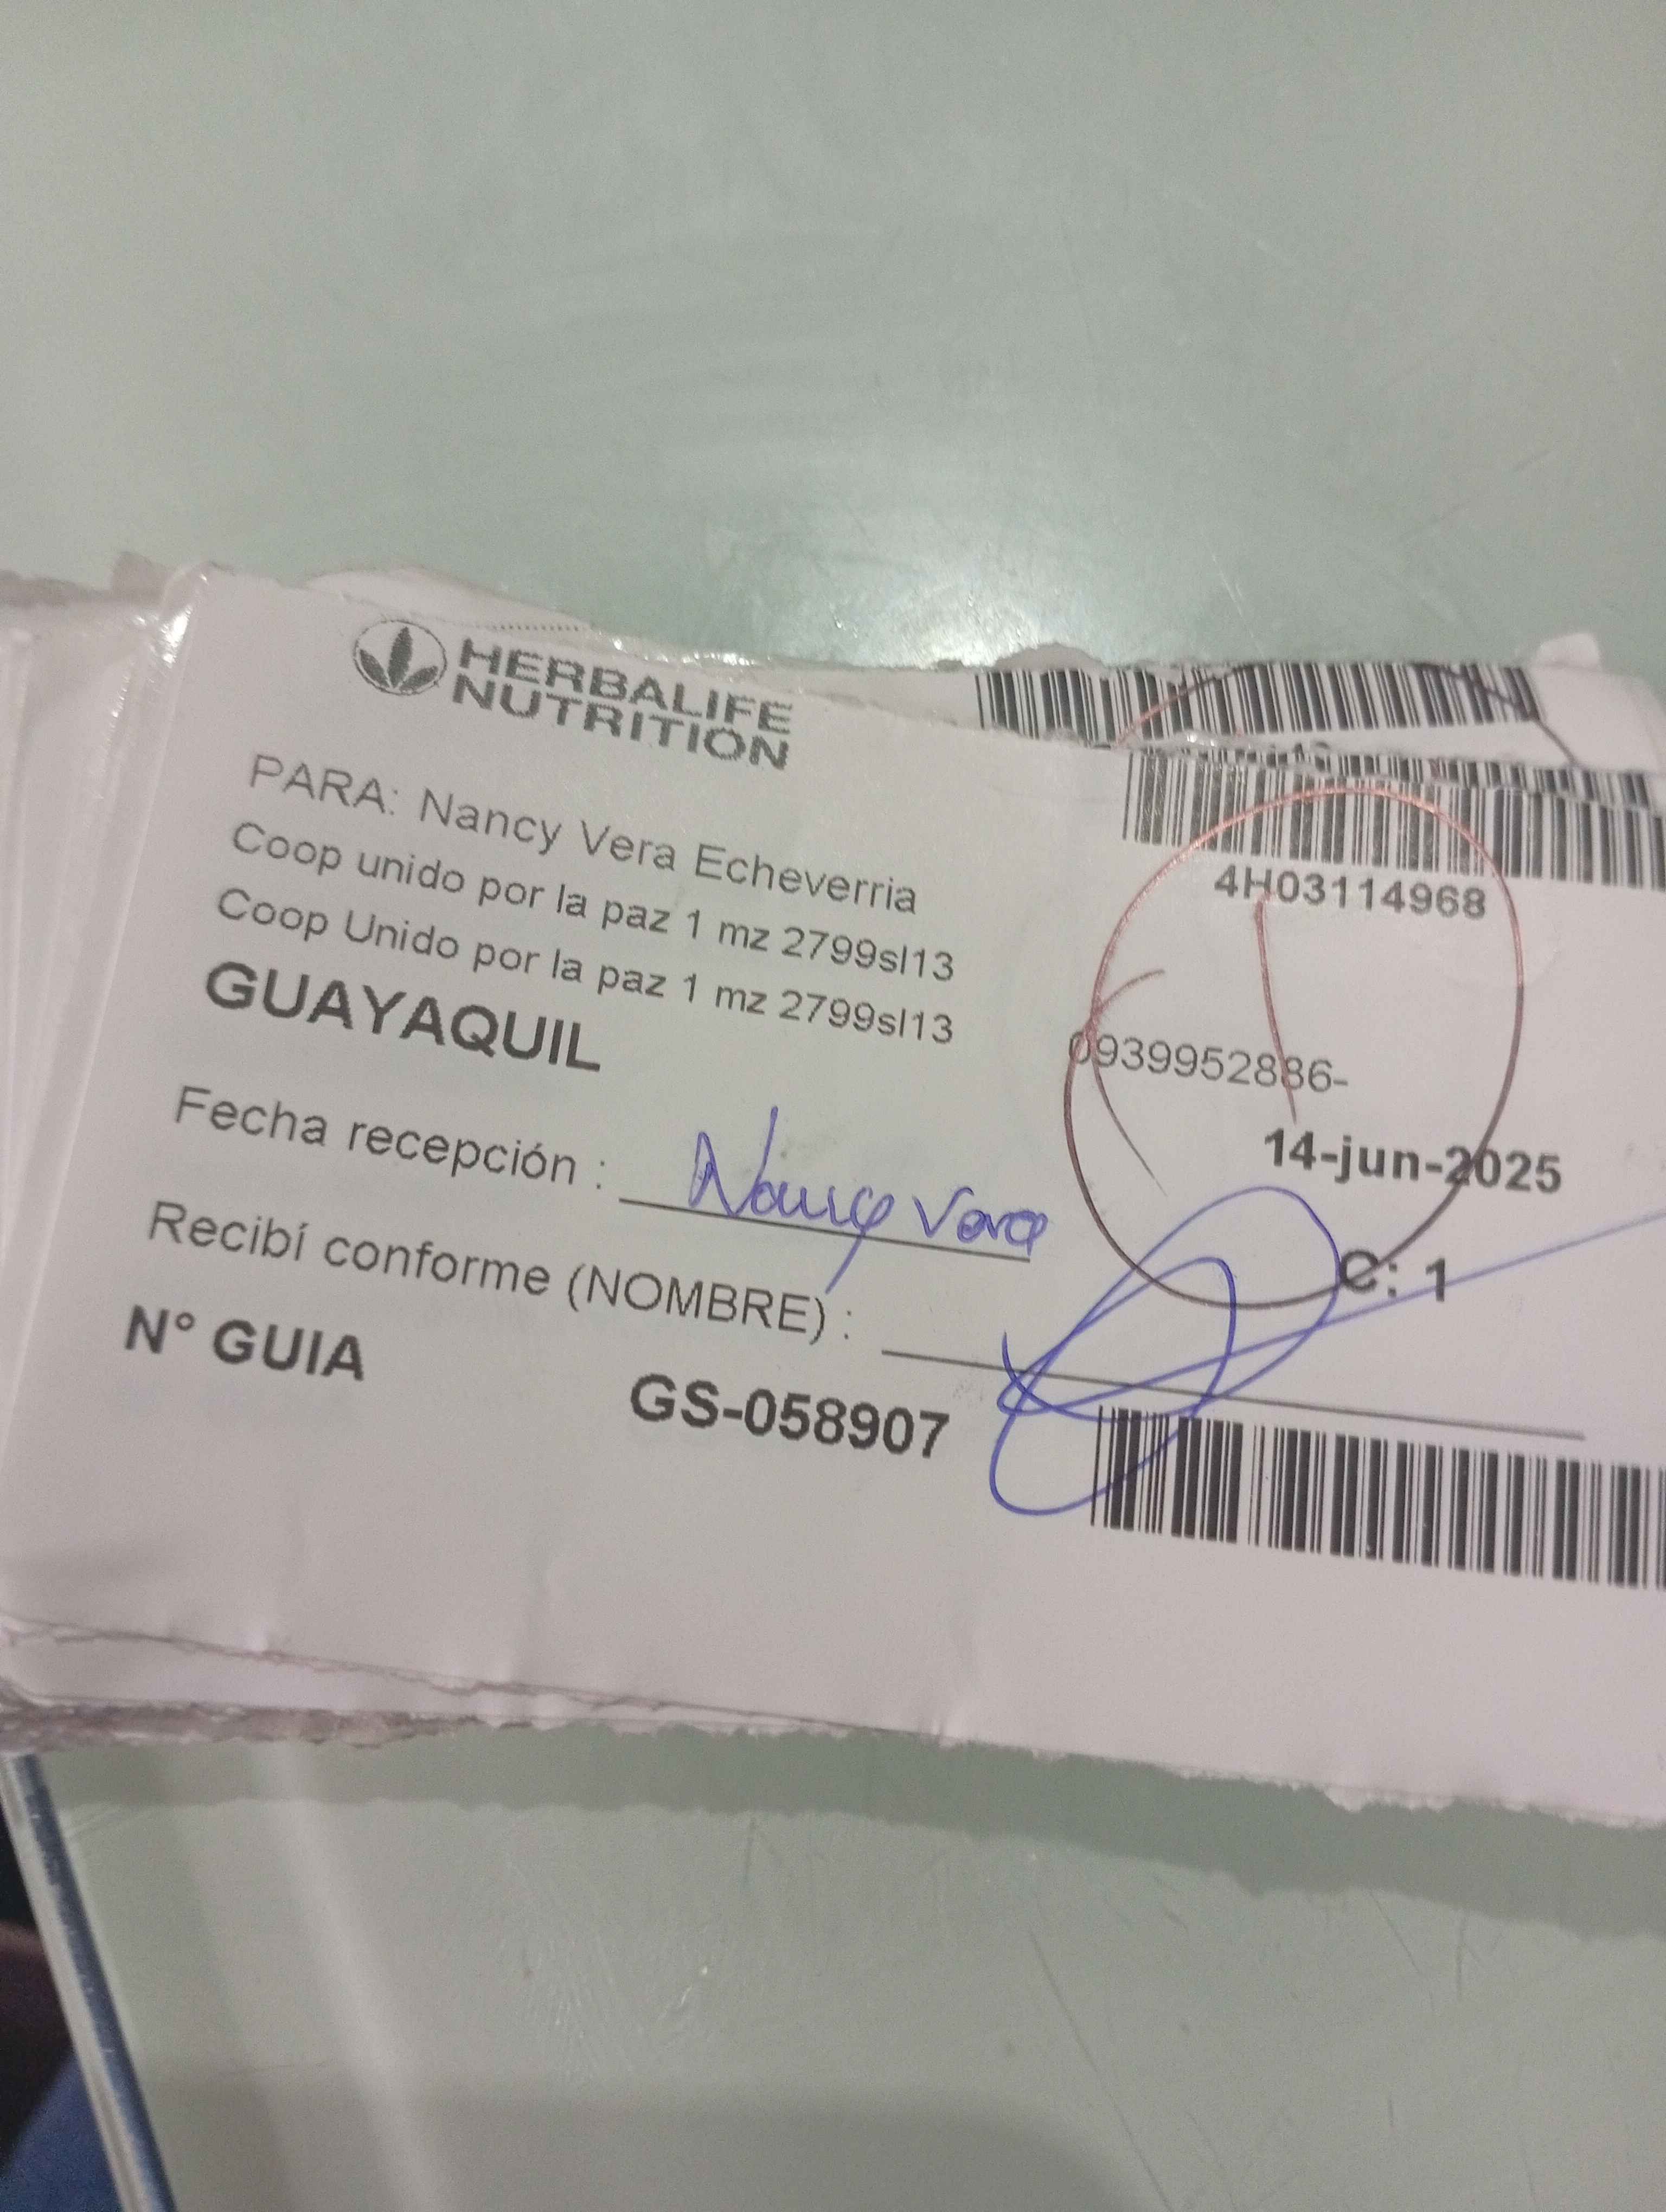 HERBALIFE
NUTRITION
PARA: Nancy Vera Echeverria
Coop unido por la paz 1 mz 2799sl13
Coop Unido por la paz 1 mz 2799sl13
GUAYAQUIL
4H03114968
0939952886-
14-jun-2025
Fecha recepción : Nancy Vera
C: 1
Recibí conforme (NOMBRE) :
N° GUIA GS-058907